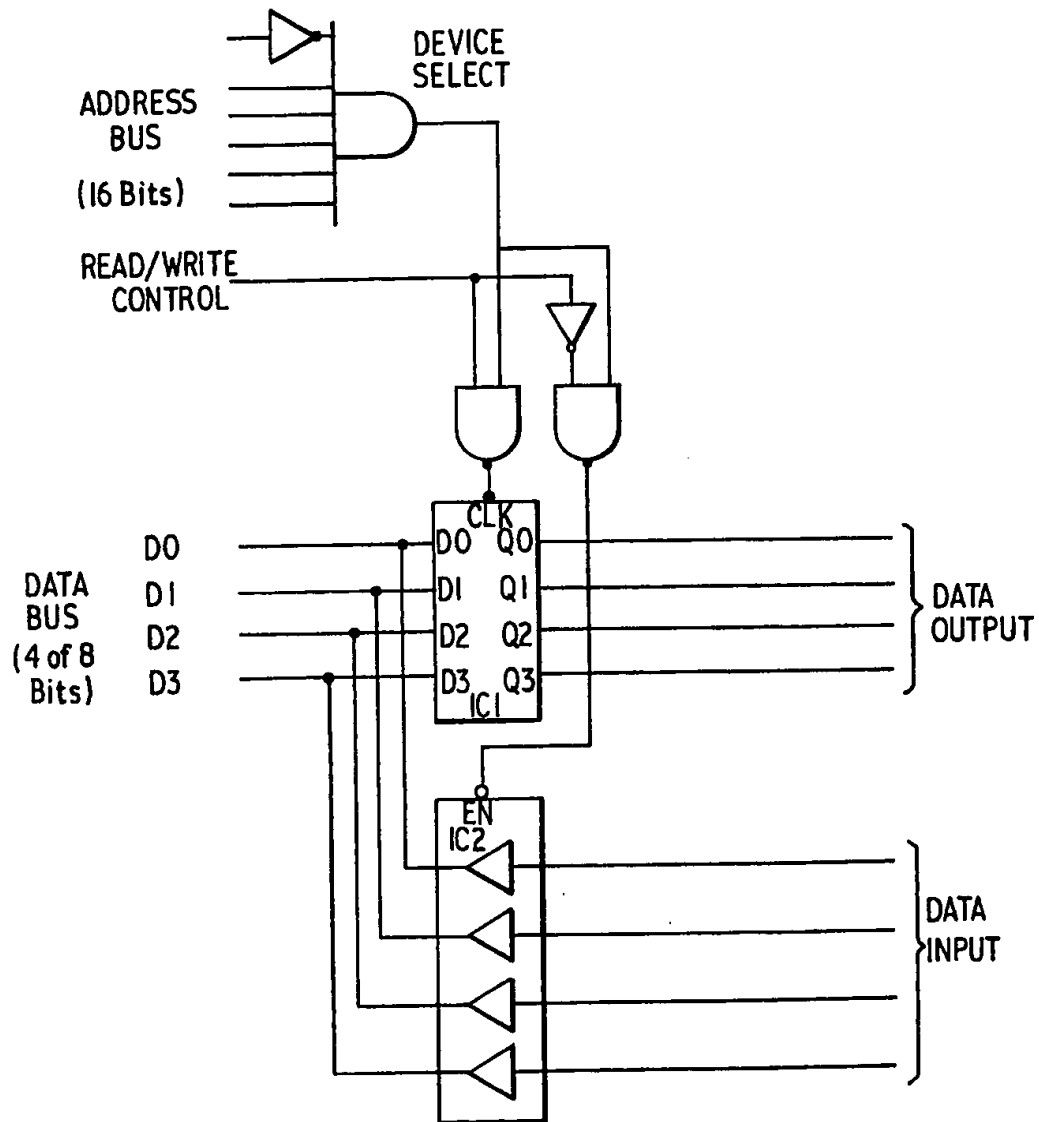 DEVICE
SELECT
ADDRESS
BUS
(16 Bits)
READ/WRITE
CONTROL
CLK
D0
D1
D2
D3
DATA
BUS
(4 of 8
Bits)
D0 Q0
D1 Q1
D2 Q2
D3 Q3
IC1
DATA
OUTPUT
EN
IC2
DATA
INPUT